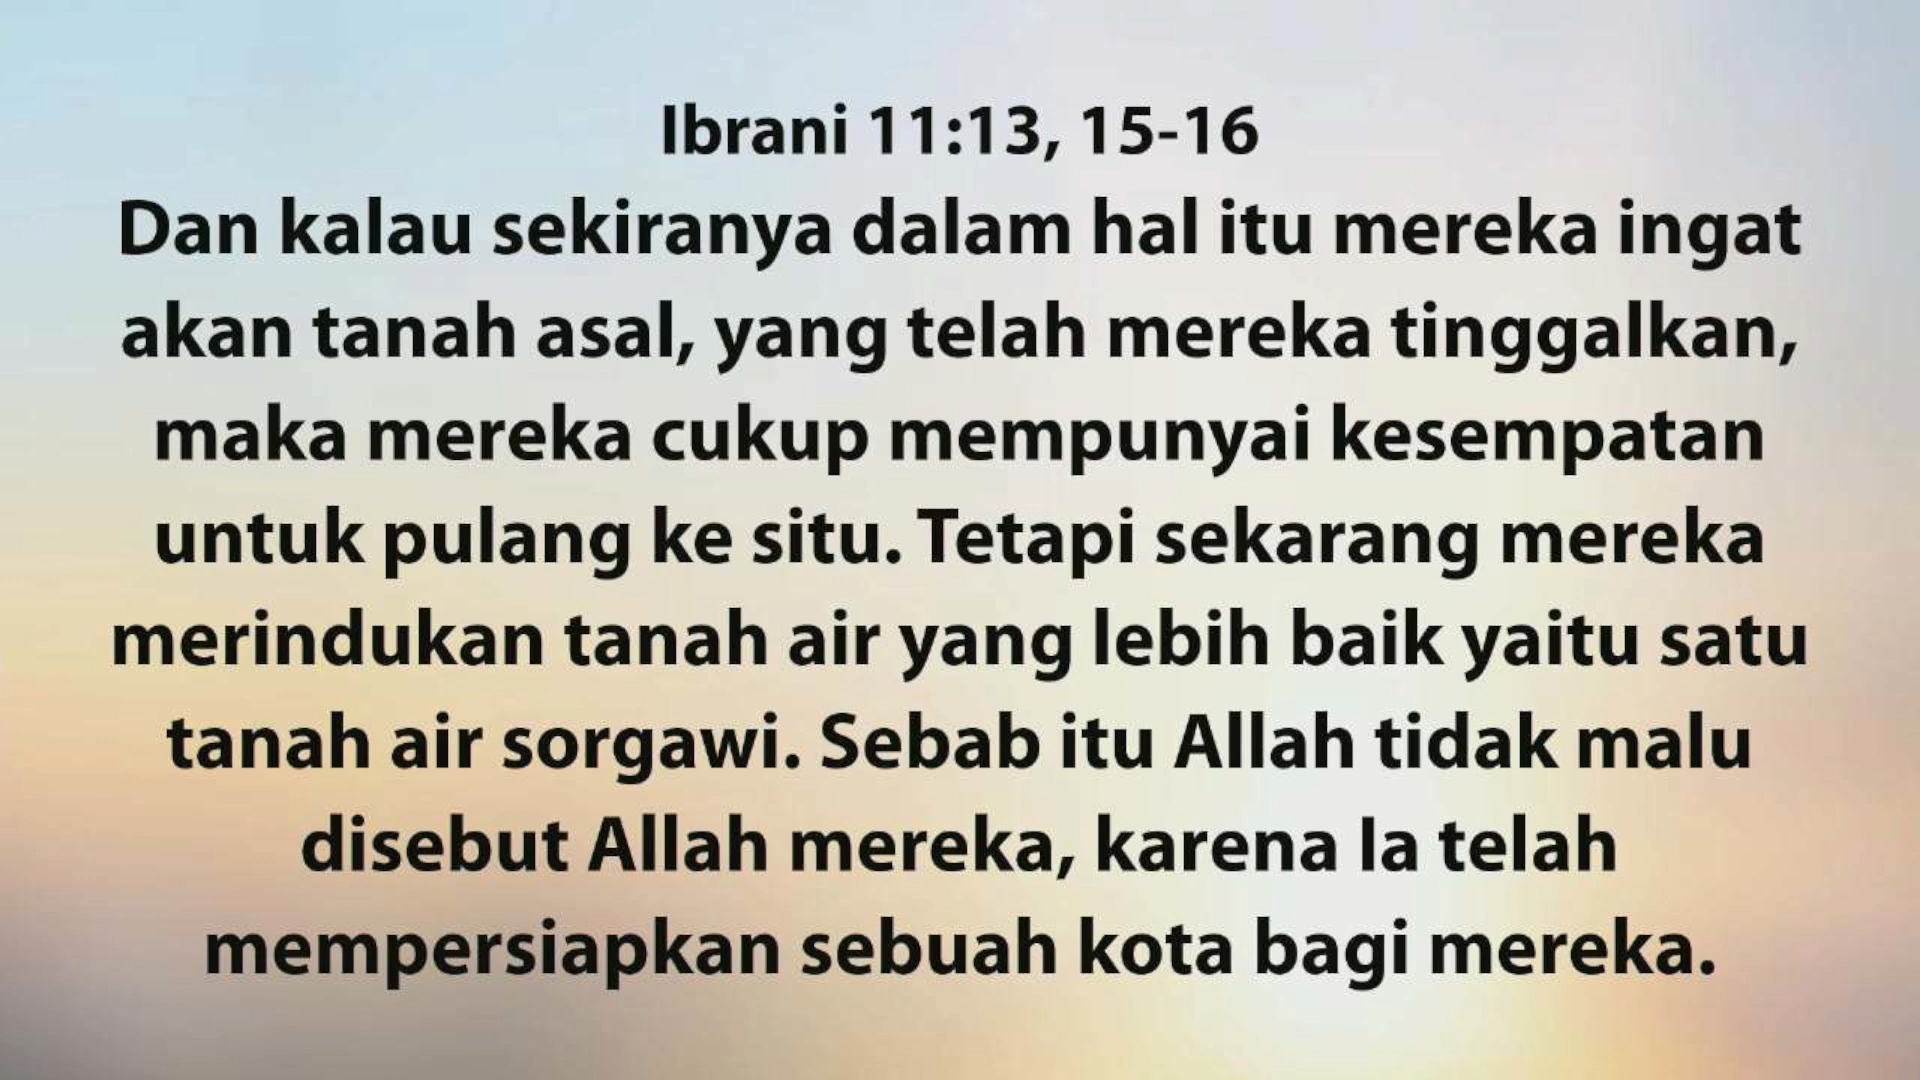 Ibrani 11:13, 15-16
Dan kalau sekiranya dalam hal itu mereka ingat
akan tanah asal, yang telah mereka tinggalkan,
maka mereka cukup mempunyai kesempatan
untuk pulang ke situ. Tetapi sekarang mereka
merindukan tanah air yang lebih baik yaitu satu
tanah air sorgawi. Sebab itu Allah tidak malu
disebut Allah mereka, karena Ia telah
mempersiapkan sebuah kota bagi mereka.